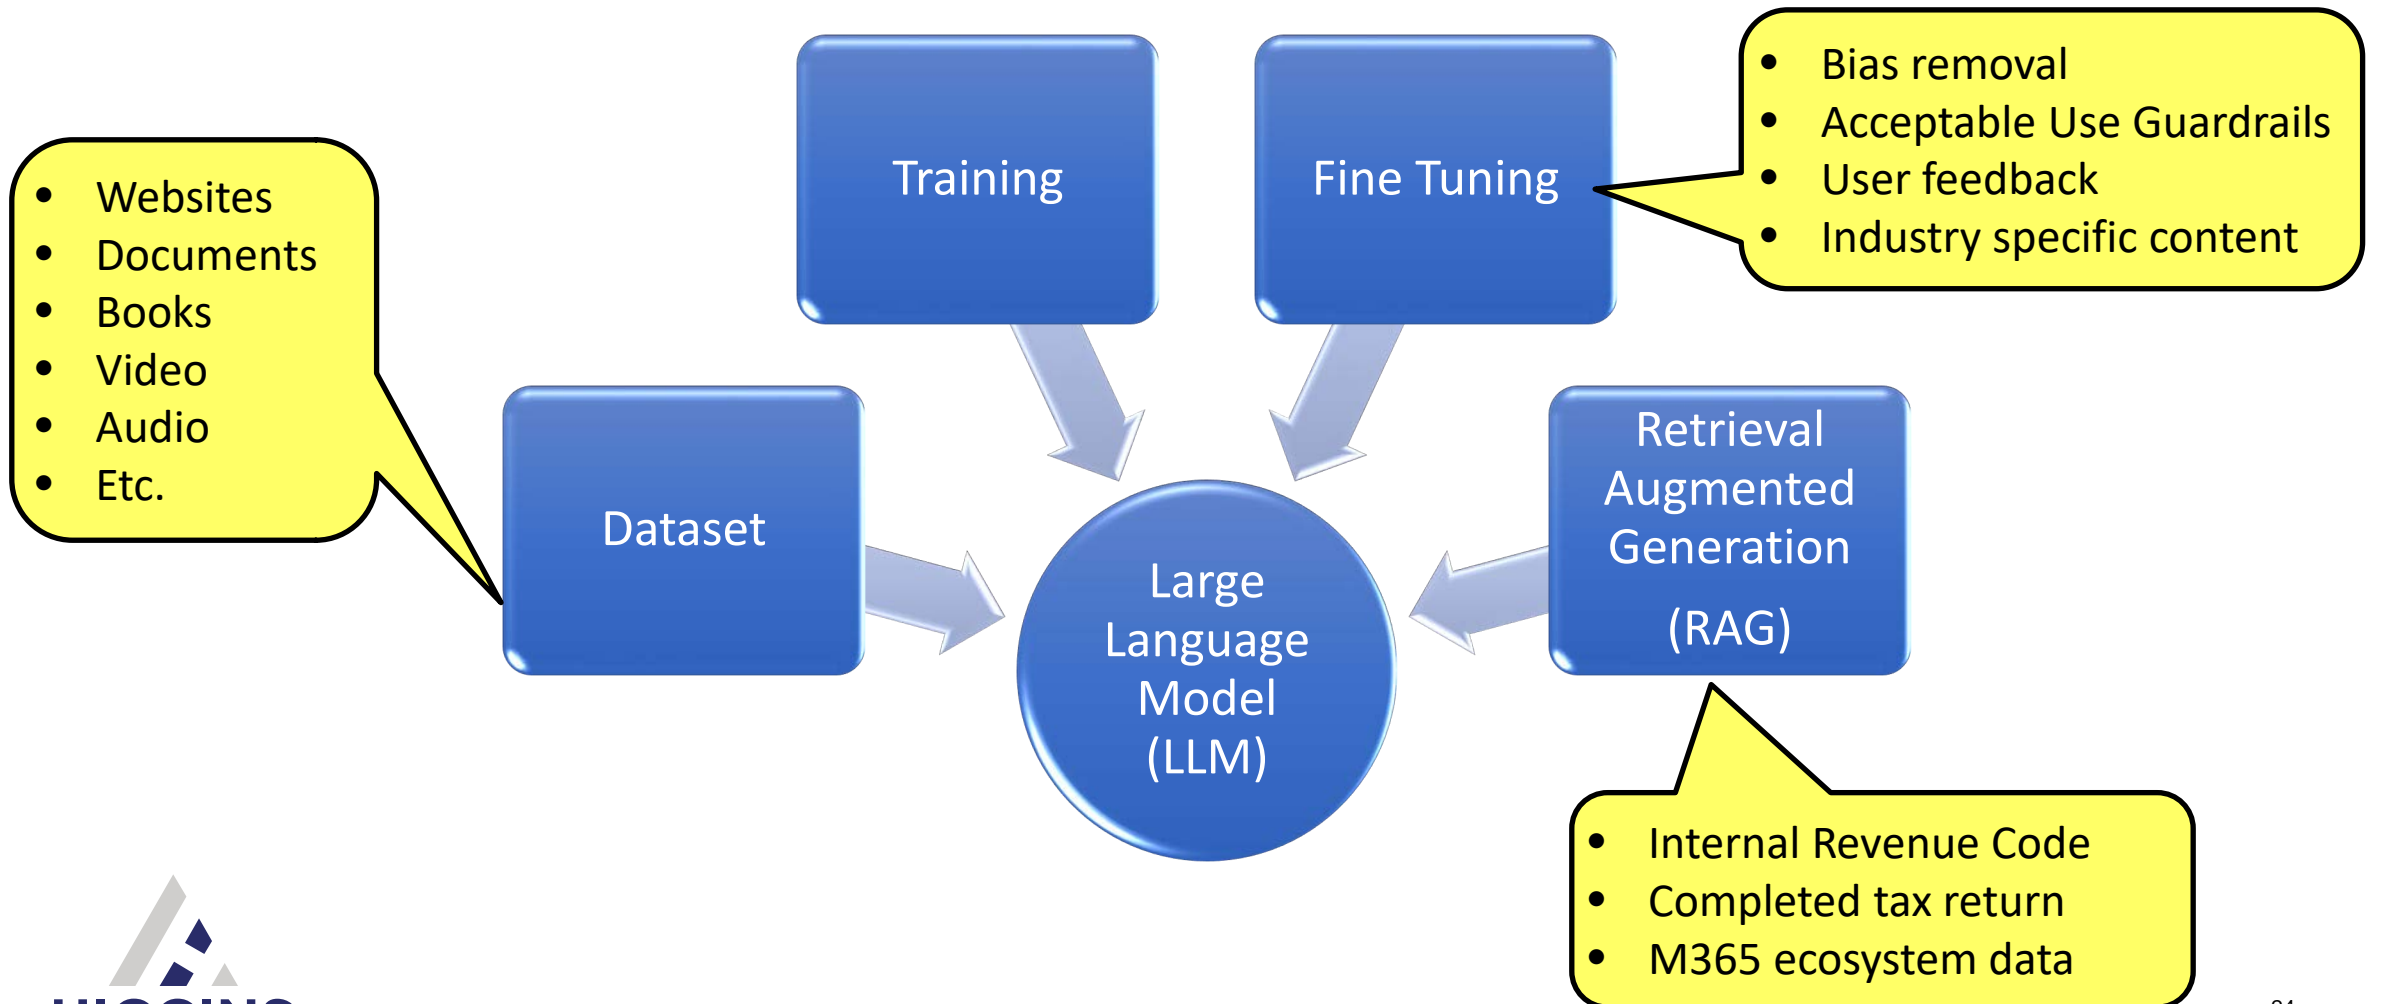 Training
Fine Tuning
• Bias removal
• Acceptable Use Guardrails
• User feedback
• Industry specific content
• Websites
• Documents
• Books
• Video
• Audio
• Etc.
Dataset
Large
Language
Model
(LLM)
Retrieval
Augmented
Generation
(RAG)
• Internal Revenue Code
• Completed tax return
• M365 ecosystem data